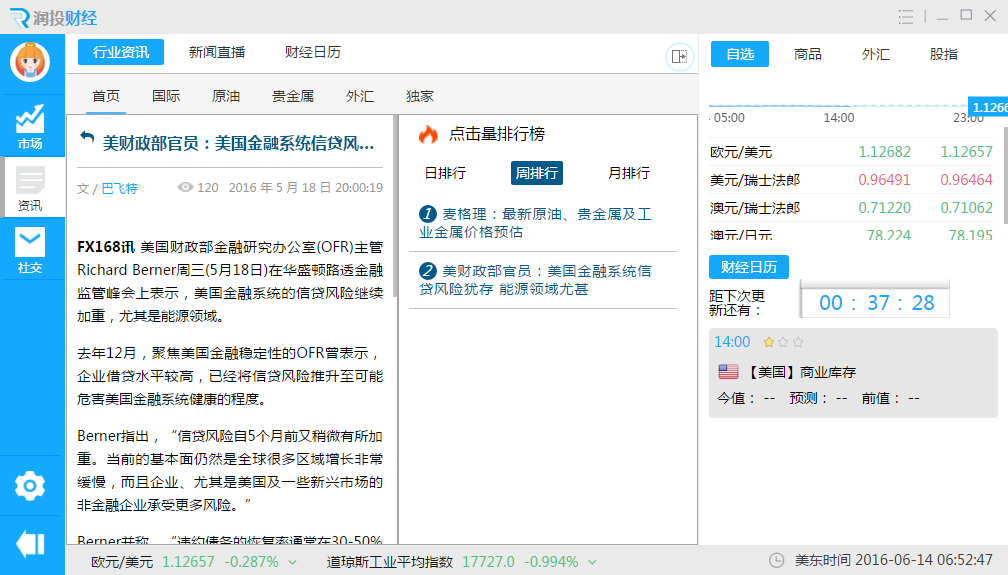 润投财经
市场
资讯
社交
行业资讯 新闻直播 财经日历
首页 国际 原油 贵金属 外汇 独家
美财政部官员：美国金融系统信贷风...
文 / 巴飞特 120 2016 年 5 月 18 日 20:00:19
FX168讯 美国财政部金融研究办公室(OFR)主管
Richard Berner周三(5月18日)在华盛顿路透金融
监管峰会上表示，美国金融系统的信贷风险继续
加重，尤其是能源领域。
去年12月，聚焦美国金融稳定性的OFR曾表示，
企业借贷水平较高，已经将信贷风险推升至可能
危害美国金融系统健康的程度。
Berner指出，“信贷风险自5个月前又稍微有所加
重。当前的基本面仍然是全球很多区域增长非常
缓慢，而且企业、尤其是美国及一些新兴市场的
非金融企业承受更多风险。”
Berner并称，“违约债务的恢复率通常在30-50%
点击量排行榜
日排行 周排行 月排行
1 麦格理：最新原油、贵金属及工
业金属价格预估
2 美财政部官员：美国金融系统信
贷风险犹存 能源领域尤甚
自选 商品 外汇 股指
1.1266
05:00 14:00 23:00
欧元/美元 1.12682 1.12657
美元/瑞士法郎 0.96491 0.96464
澳元/瑞士法郎 0.71220 0.71062
澳元/日元 78.224 78.195
财经日历
距下次更
新还有：
00 : 37 : 28
14:00
【美国】商业库存
今值： -- 预测： -- 前值： --
欧元/美元 1.12657 -0.287% 道琼斯工业平均指数 17727.0 -0.994%
美东时间 2016-06-14 06:52:47